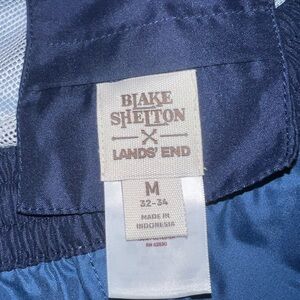 BLAKE
SHELTON
LANDS' END
M
32-34
MADE IN
INDONESIA